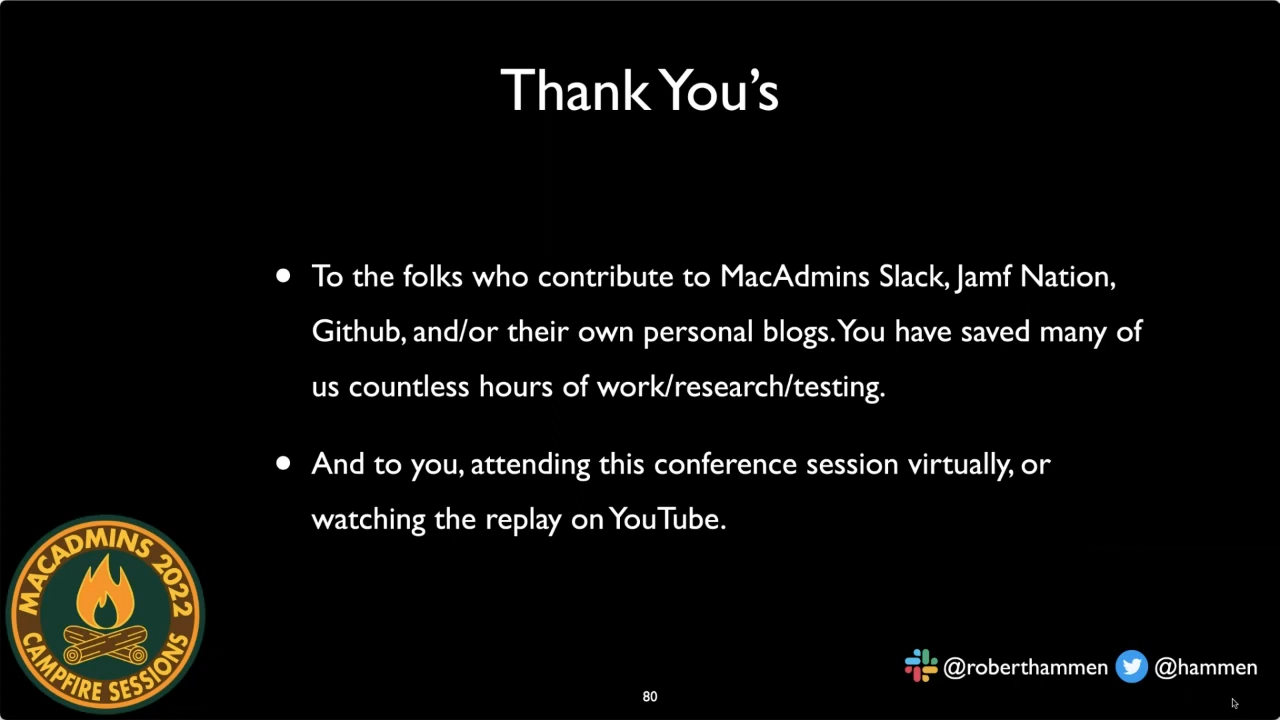 Thank You's
• To the folks who contribute to MacAdmins Slack, Jamf Nation,
Github, and/or their own personal blogs. You have saved many of
us countless hours of work/research/testing.
• And to you, attending this conference session virtually, or
watching the replay on YouTube.
MACADMINS 2022
CAMPFIRE SESSIONS
@roberthammen @hammen
80